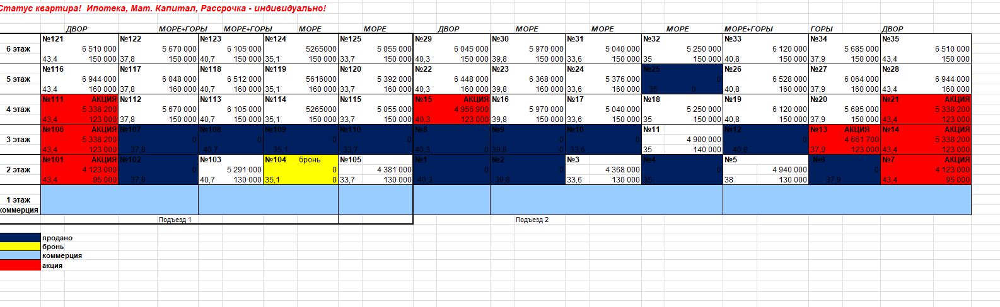 Статус квартира!  Ипотека, Мат. Капитал, Рассрочка - индивидуально!
ДВОР МОРЕ+ГОРЫ МОРЕ+ГОРЫ МОРЕ МОРЕ ДВОР МОРЕ МОРЕ МОРЕ МОРЕ+ГОРЫ ГОРЫ ДВОР
№121 №122 №123 №124 №125 №29 №30 №31 №32 №33 №34 №35
6 этаж 6 510 000 5 670 000 6 105 000 5265000 5 055 000 6 045 000 5 970 000 5 040 000 5 250 000 6 120 000 5 685 000 6 510 000
43,4 150 000 37,8 150 000 40,7 150 000 35,1 150 000 33,7 150 000 40,3 150 000 39,8 150 000 33,6 150 000 35 150 000 40,8 150 000 37,9 150 000 43,4 150 000
№116 №117 №118 №119 №120 №22 №23 №24 №25 №26 №27 №28
5 этаж 6 944 000 6 048 000 6 512 000 5616000 5 392 000 6 448 000 6 368 000 5 376 000 0 6 528 000 6 064 000 6 944 000
43,4 160 000 37,8 160 000 40,7 160 000 35,1 160 000 33,7 160 000 40,3 160 000 39,8 160 000 33,6 160 000 35 0 40,8 160 000 37,9 160 000 43,4 160 000
№111 АКЦИЯ №112 №113 №114 №115 №15 АКЦИЯ №16 №17 №18 №19 №20 №21 АКЦИЯ
4 этаж 5 338 200 5 670 000 6 105 000 5265000 5 055 000 4 956 900 5 970 000 5 040 000 5 250 000 6 120 000 5 685 000 5 338 200
43,4 123 000 37,8 150 000 40,7 150 000 35,1 150 000 33,7 150 000 40,3 123 000 39,8 150 000 33,6 150 000 35 150 000 40,8 150 000 37,9 150 000 43,4 123 000
№106 АКЦИЯ №107 №108 №109 №110 №8 №9 №10 №11 №12 №13 АКЦИЯ №14 АКЦИЯ
3 этаж 5 338 200 0 0 0 0 0 0 0 4 900 000 0 4 661 700 5 338 200
43,4 123 000 37,8 40,7 35,1 33,7 40,3 0 39,8 0 33,6 35 140 000 40,8 37,9 123 000 43,4 123 000
№101 АКЦИЯ №102 №103 №104 бронь №105 №1 №2 №3 №4 №5 №6 №7 АКЦИЯ
2 этаж 4 123 000 0 5 291 000 0 4 381 000 0 0 4 368 000 0 4 940 000 0 4 123 000
43,4 95 000 37,8 40,7 130 000 35,1 0 33,7 130 000 40,3 39,8 33,6 130 000 35 38 130 000 37,9 43,4 95 000
1 этаж
коммерция
Подъезд 1 Подъезд 2
продано
бронь
коммерция
акция